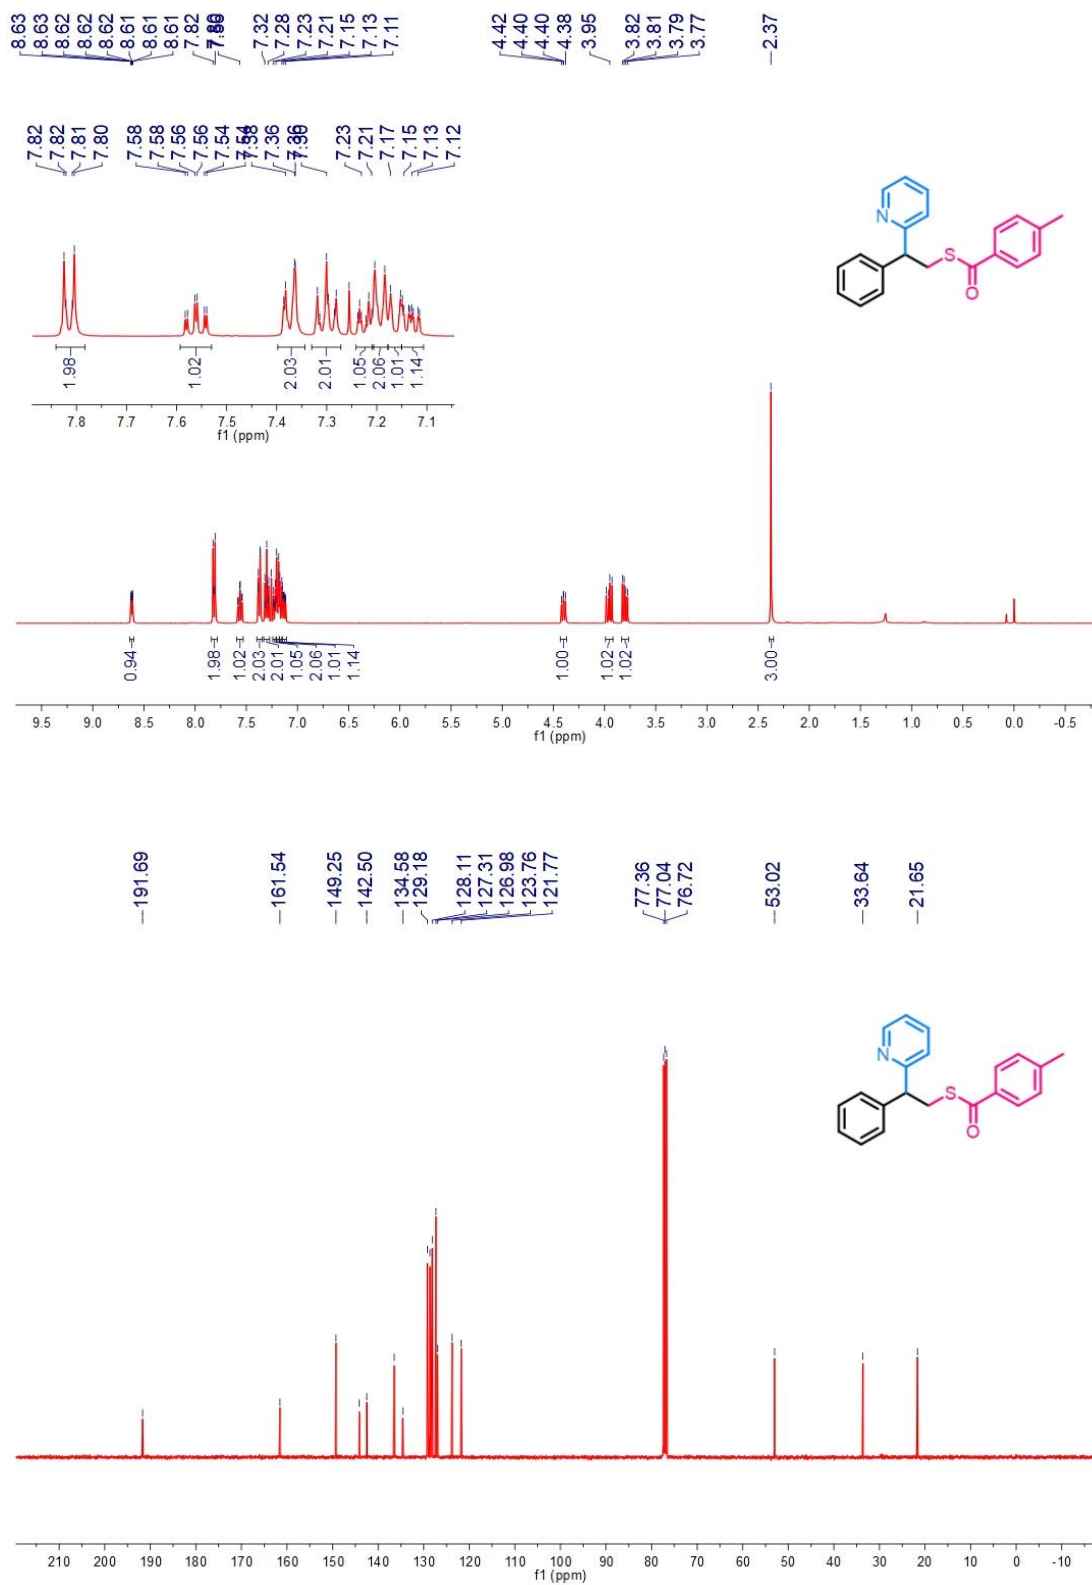 8.63 8.63 8.62 8.62 8.62 8.61 8.61 8.61 7.82 7.32 7.28 7.23 7.21 7.15 7.13 7.11 4.42 4.40 4.40 4.38 3.95 3.82 3.81 3.79 3.77 2.37
7.82 7.82 7.81 7.80 7.58 7.58 7.56 7.56 7.54 7.36 7.23 7.21 7.17 7.15 7.13 7.12
N
S
O
1.98 1.02 2.03 2.01 1.05 2.06 1.01 1.14
7.8 7.7 7.6 7.5 7.4 7.3 7.2 7.1
f1 (ppm)
0.94 1.98 1.02 2.03 2.01 1.05 2.06 1.01 1.14 1.00 1.02 1.02 3.00
9.5 9.0 8.5 8.0 7.5 7.0 6.5 6.0 5.5 5.0 4.5 4.0 3.5 3.0 2.5 2.0 1.5 1.0 0.5 0.0 -0.5
f1 (ppm)
191.69 161.54 149.25 142.50 134.58 129.18 128.11 127.31 126.98 123.76 121.77 77.36 77.04 76.72 53.02 33.64 21.65
N
S
O
210 200 190 180 170 160 150 140 130 120 110 100 90 80 70 60 50 40 30 20 10 0 -10
f1 (ppm)